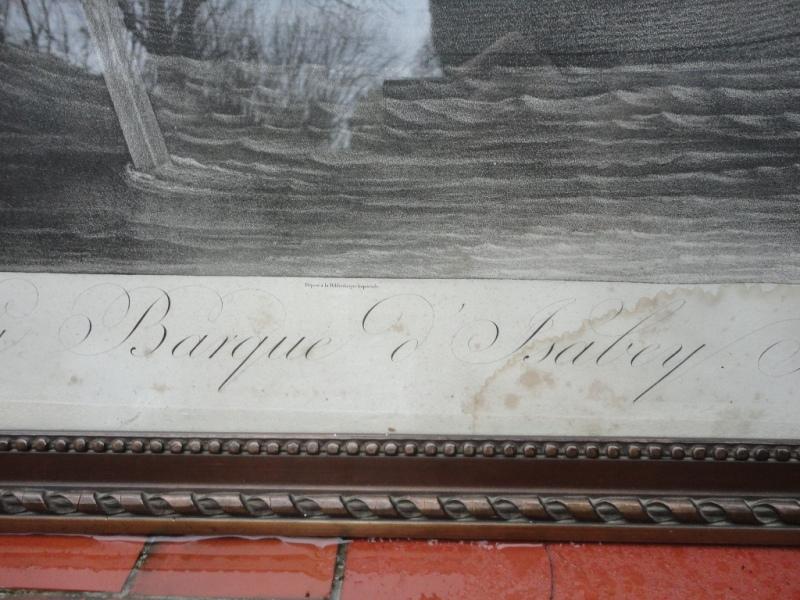 Déposé à la Bibliothèque Impériale
Barque d'Isabey